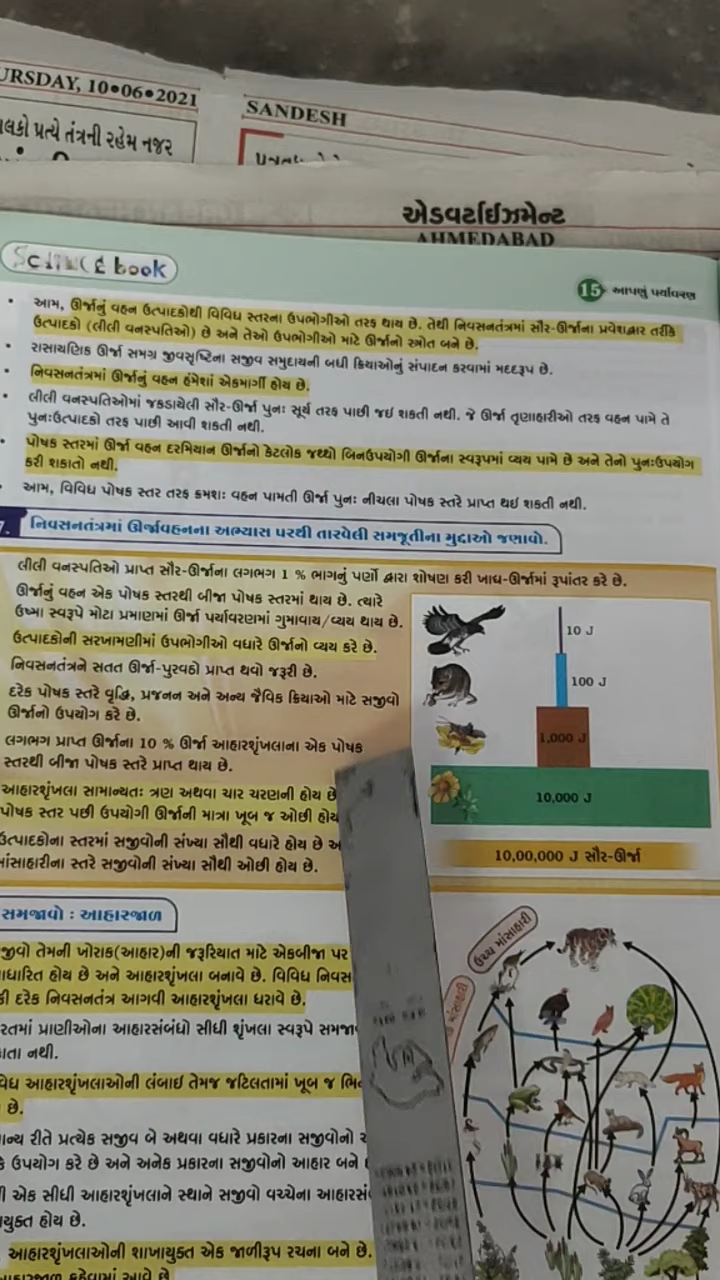 URSDAY, 10•06•2021
SANDESH
લકો પ્રત્યે તંત્રની રહેમ નજર
એડવર્ટાઈઝમેન્ટ
AHMEDABAD
book
15 આપણું પર્યાવરણ
• આમ, ઊર્જાનું વહન ઉત્પાદકોથી વિવિધ સ્તરના ઉપભોગીઓ તરફ થાય છે. તેથી નિવસનતંત્રમાં સૌર-ઊર્જાના પ્રવેશદ્વાર તરીકે
ઉત્પાદકો (લીલી વનસ્પતિઓ) છે અને તેઓ ઉપભોગીઓ માટે ઊર્જાનો સ્ત્રોત બને છે.
• રાસાયણિક ઊર્જા સમગ્ર જીવસૃષ્ટિના સજીવ સમુદાયની બધી ક્રિયાઓનું સંપાદન કરવામાં મદદરૂપ છે.
• નિવસનતંત્રમાં ઊર્જાનું વહન હંમેશાં એકમાર્ગી હોય છે.
• લીલી વનસ્પતિઓમાં જકડાયેલી સૌર-ઊર્જા પુનઃ સૂર્ય તરફ પાછી જઈ શકતી નથી. જે ઊર્જા તૃણાહારીઓ તરફ વહન પામે તે
પુનઃઉત્પાદકો તરફ પાછી આવી શકતી નથી.
• પોષક સ્તરમાં ઊર્જા વહન દરમિયાન ઊર્જાનો કેટલોક જથ્થો બિનઉપયોગી ઊર્જાના સ્વરૂપમાં વ્યય પામે છે અને તેનો પુનઃઉપયોગ
કરી શકાતો નથી.
આમ, વિવિધ પોષક સ્તર તરફ ક્રમશઃ વહન પામતી ઊર્જા પુનઃ નીચલા પોષક સ્તરે પ્રાપ્ત થઈ શકતી નથી.
7. નિવસનતંત્રમાં ઊર્જાવહનના અભ્યાસ પરથી તારવેલી સમજૂતીના મુદ્દાઓ જણાવો.
લીલી વનસ્પતિઓ પ્રાપ્ત સૌર-ઊર્જાના લગભગ 1 % ભાગનું પર્ણો દ્વારા શોષણ કરી ખાદ્ય-ઊર્જામાં રૂપાંતર કરે છે.
ઊર્જાનું વહન એક પોષક સ્તરથી બીજા પોષક સ્તરમાં થાય છે. ત્યારે
ઉષ્મા સ્વરૂપે મોટા પ્રમાણમાં ઊર્જા પર્યાવરણમાં ગુમાવાય/વ્યય થાય છે.
ઉત્પાદકોની સરખામણીમાં ઉપભોગીઓ વધારે ઊર્જાનો વ્યય કરે છે.
નિવસનતંત્રને સતત ઊર્જા-પુરવઠો પ્રાપ્ત થવો જરૂરી છે.
દરેક પોષક સ્તરે વૃદ્ધિ, પ્રજનન અને અન્ય જૈવિક ક્રિયાઓ માટે સજીવો
ઊર્જાનો ઉપયોગ કરે છે.
લગભગ પ્રાપ્ત ઊર્જાના 10 % ઊર્જા આહારશૃંખલાના એક પોષક
સ્તરથી બીજા પોષક સ્તરે પ્રાપ્ત થાય છે.
આહારશૃંખલા સામાન્યતઃ ત્રણ અથવા ચાર ચરણની હોય છે
પોષક સ્તર પછી ઉપયોગી ઊર્જાની માત્રા ખૂબ જ ઓછી હોય
ઉત્પાદકોના સ્તરમાં સજીવોની સંખ્યા સૌથી વધારે હોય છે અ
માંસાહારીના સ્તરે સજીવોની સંખ્યા સૌથી ઓછી હોય છે.
10 J
100 J
1,000 J
10,000 J
10,00,000 J સૌર-ઊર્જા
સમજાવો : આહારજાળ
જીવો તેમની ખોરાક(આહાર)ની જરૂરિયાત માટે એકબીજા પર
ધારિત હોય છે અને આહારશૃંખલા બનાવે છે. વિવિધ નિવસ
કી દરેક નિવસનતંત્ર આગવી આહારશૃંખલા ધરાવે છે.
રતમાં પ્રાણીઓના આહારસંબંધો સીધી શૃંખલા સ્વરૂપે સમજા
ાતા નથી.
વિધ આહારશૃંખલાઓની લંબાઈ તેમજ જટિલતામાં ખૂબ જ ભિ
છે.
ાન્ય રીતે પ્રત્યેક સજીવ બે અથવા વધારે પ્રકારના સજીવોનો
ઉપયોગ કરે છે અને અનેક પ્રકારના સજીવોનો આહાર બને
ી એક સીધી આહારશૃંખલાને સ્થાને સજીવો વચ્ચેના આહારસં
યુક્ત હોય છે.
આહારશૃંખલાઓની શાખાયુક્ત એક જાળીરૂપ રચના બને છે.
આહારજાળ કહેવામાં આવે છે
ઉચ્ચ માંસાહારી
માંસાહારી